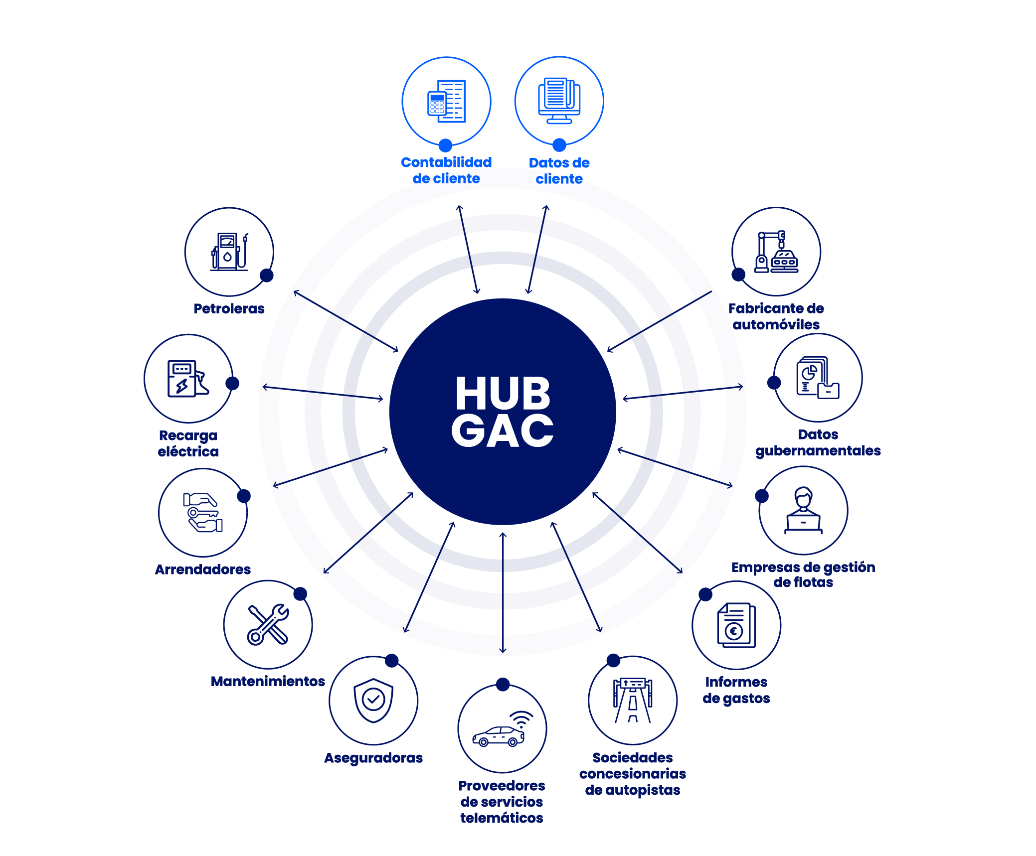 Contabilidad
de cliente
Datos de
cliente
Petroleras
Fabricante de
automóviles
HUB
GAC
Recarga
eléctrica
Datos
gubernamentales
Arrendadores
Empresas de gestión
de flotas
Mantenimientos
Informes
de gastos
Aseguradoras
Sociedades
concesionarias
de autopistas
Proveedores
de servicios
telemáticos